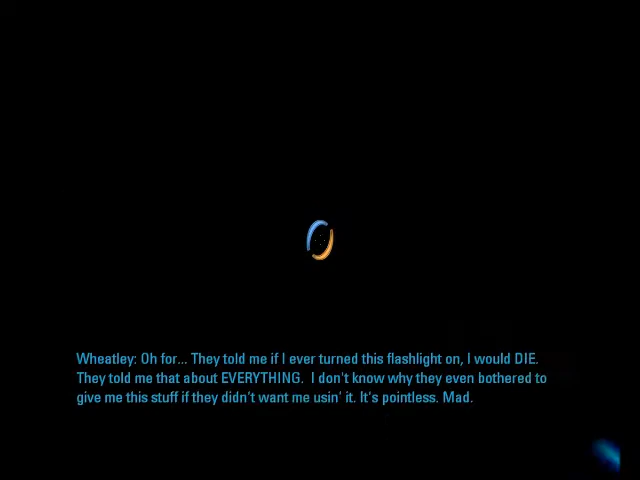 Wheatley: Oh for... They told me if I ever turned this flashlight on, I would DIE.
They told me that about EVERYTHING.  I don't know why they even bothered to
give me this stuff if they didn't want me usin' it. It's pointless. Mad.